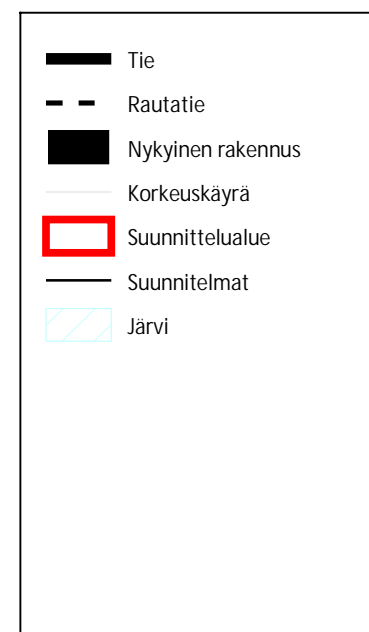 Tie
Rautatie
Nykyinen rakennus
Korkeuskäyrä
Suunnittelualue
Suunnitelmat
Järvi